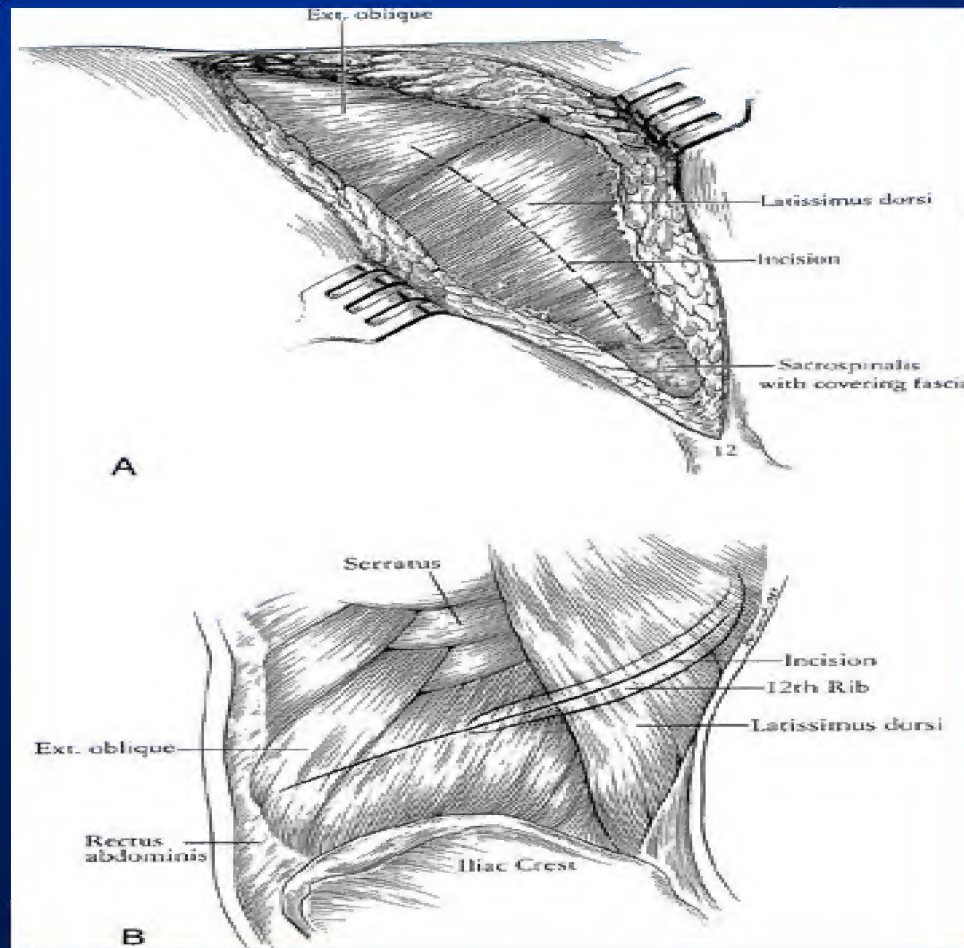 Ext. oblique
Latissimus dorsi
Incision
Sacrospinalis
with covering fascia
12
A
Serratus
Incision
12th Rib
Latissimus dorsi
Ext. oblique
Rectus
abdominis
Iliac Crest
B